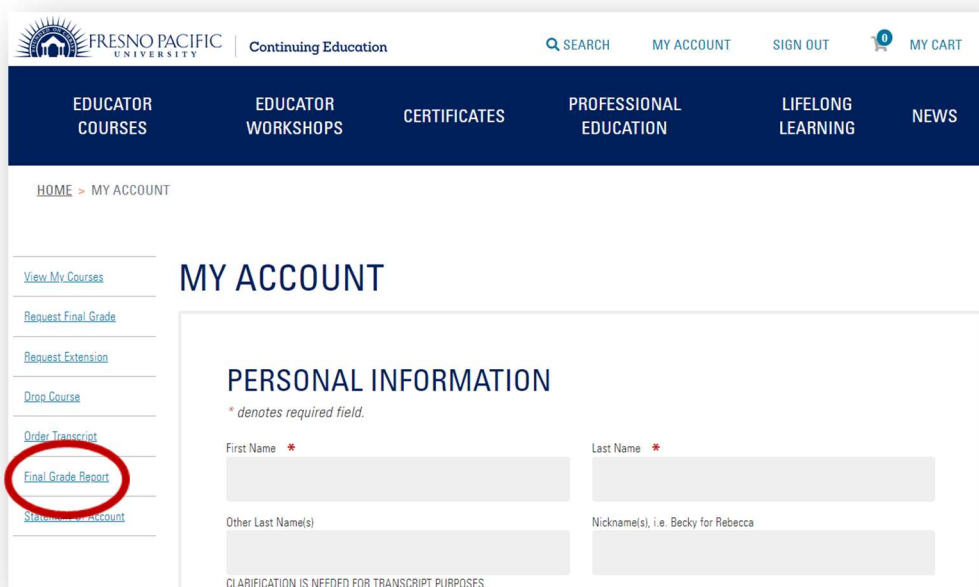 FRESNO PACIFIC
UNIVERSITY
Continuing Education
SEARCH
MY ACCOUNT
SIGN OUT
0
MY CART
EDUCATOR
COURSES
EDUCATOR
WORKSHOPS
CERTIFICATES
PROFESSIONAL
EDUCATION
LIFELONG
LEARNING
NEWS
HOME > MY ACCOUNT
View My Courses
Request Final Grade
Request Extension
Drop Course
Order Transcript
Final Grade Report
Statement of Account
MY ACCOUNT
PERSONAL INFORMATION
* denotes required field.
First Name *
Last Name *
Other Last Name(s)
Nickname(s), i.e. Becky for Rebecca
CLARIFICATION IS NEEDED FOR TRANSCRIPT PURPOSES